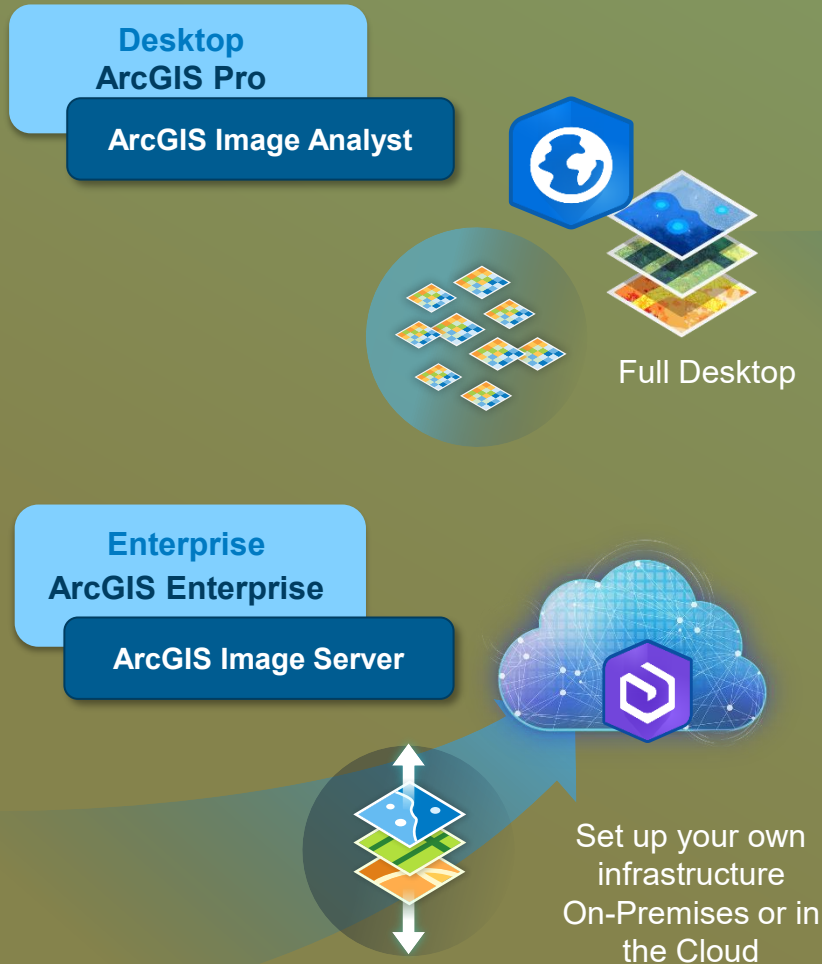 Desktop
ArcGIS Pro
ArcGIS Image Analyst
Full Desktop
Enterprise
ArcGIS Enterprise
ArcGIS Image Server
Set up your own
infrastructure
On-Premises or in
the Cloud